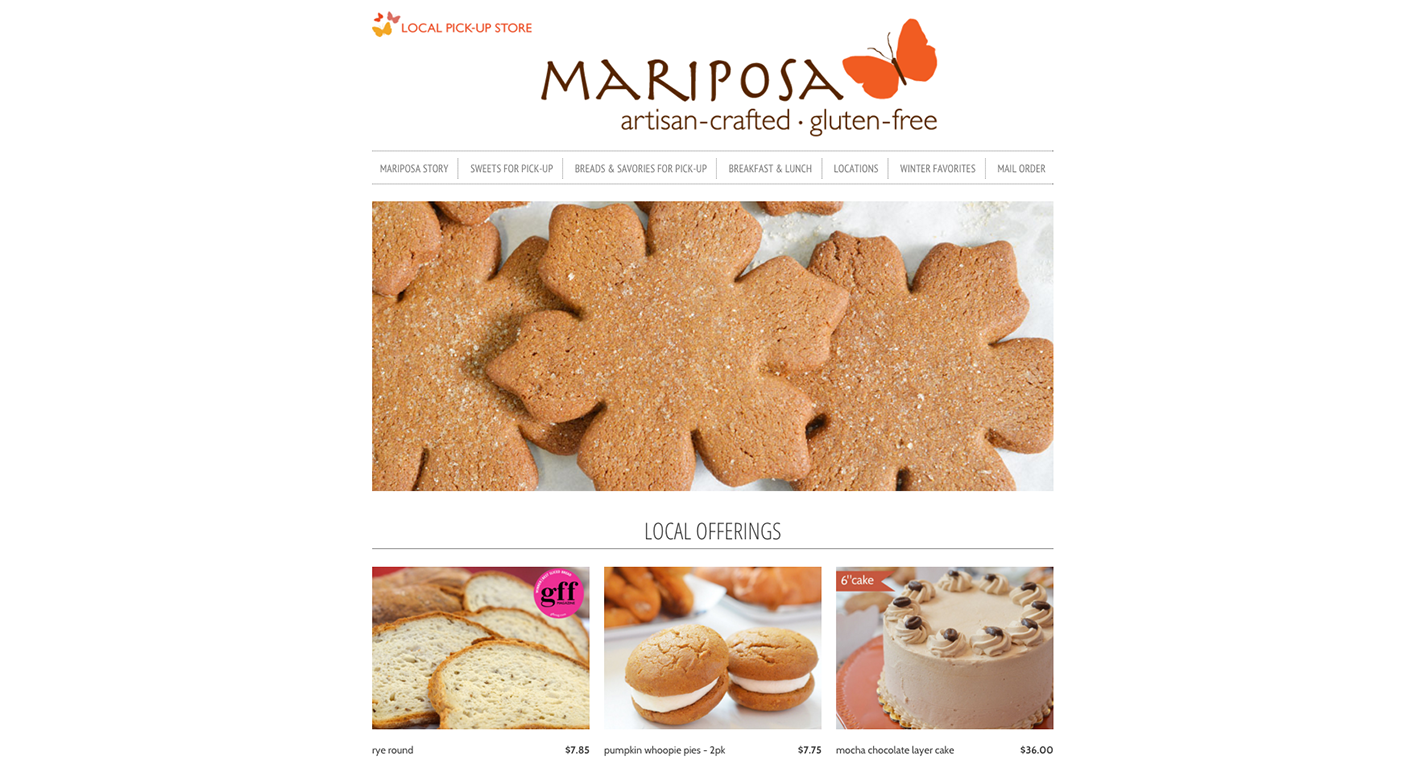 LOCAL PICK-UP STORE
MARIPOSA
artisan-crafted · gluten-free
MARIPOSA STORY
SWEETS FOR PICK-UP
BREADS & SAVORIES FOR PICK-UP
BREAKFAST & LUNCH
LOCATIONS
WINTER FAVORITES
MAIL ORDER
LOCAL OFFERINGS
gff
MAGAZINE
6"cake
rye round $7.85
pumpkin whoopie pies - 2pk $7.75
mocha chocolate layer cake $36.00